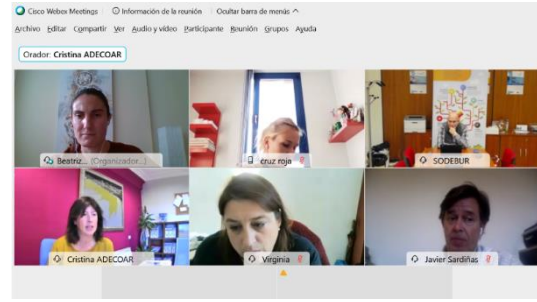 Cisco Webex Meetings Información de la reunión Ocultar barra de menús
Archivo Editar Compartir Ver Audio y vídeo Participante Reunión Grupos Ayuda
Orador: Cristina ADECOAR
Beatriz... (Organizador...)
cruz roja
SODEBUR
Cristina ADECOAR
Virginia
Javier Sardiñas